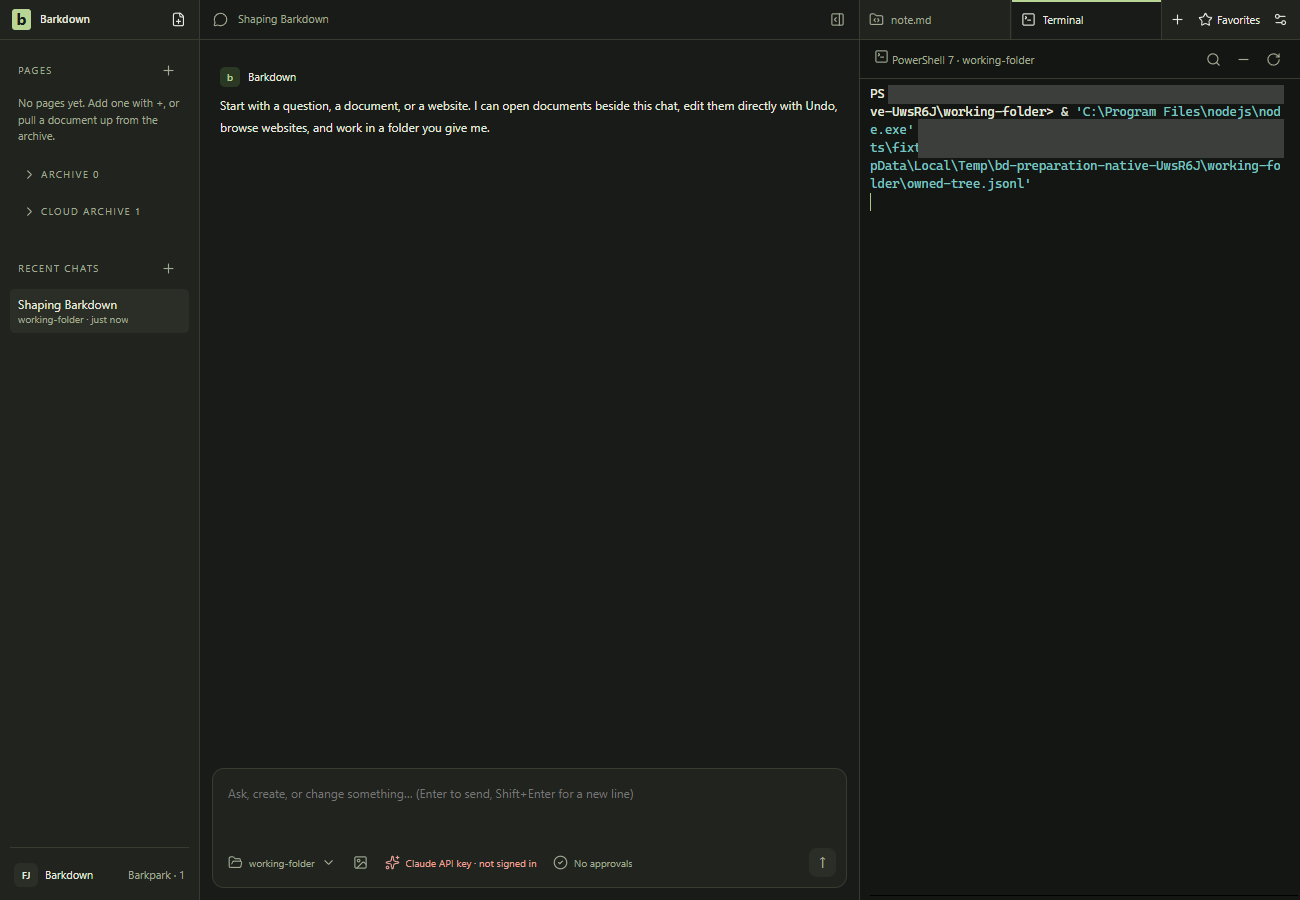 b Barkdown
PAGES
No pages yet. Add one with +, or
pull a document up from the
archive.
ARCHIVE 0
CLOUD ARCHIVE 1
RECENT CHATS
Shaping Barkdown
working-folder · just now
FJ Barkdown Barkpark · 1
Shaping Barkdown
b Barkdown
Start with a question, a document, or a website. I can open documents beside this chat, edit them directly with Undo,
browse websites, and work in a folder you give me.
Ask, create, or change something... (Enter to send, Shift+Enter for a new line)
working-folder Claude API key · not signed in No approvals
note.md Terminal Favorites
PowerShell 7 · working-folder
PS
ve-UwsR6J\working-folder> & 'C:\Program Files\nodejs\nod
e.exe'
ts\fixt
pData\Local\Temp\bd-preparation-native-UwsR6J\working-fo
lder\owned-tree.jsonl'